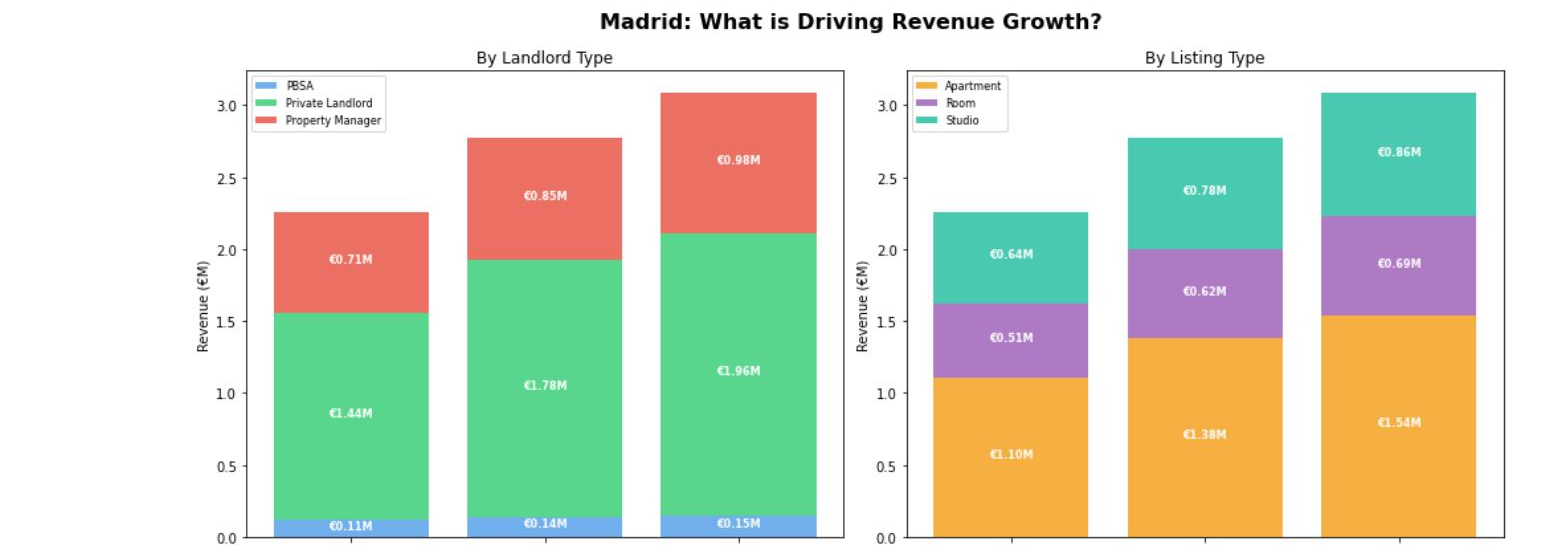 Madrid: What is Driving Revenue Growth?
By Landlord Type
PBSA
Private Landlord
Property Manager
Revenue (€M)
3.0
2.5
2.0
1.5
1.0
0.5
0.0
€0.71M
€1.44M
€0.11M
€0.85M
€1.78M
€0.14M
€0.98M
€1.96M
€0.15M
By Listing Type
Apartment
Room
Studio
Revenue (€M)
3.0
2.5
2.0
1.5
1.0
0.5
0.0
€0.64M
€0.51M
€1.10M
€0.78M
€0.62M
€1.38M
€0.86M
€0.69M
€1.54M